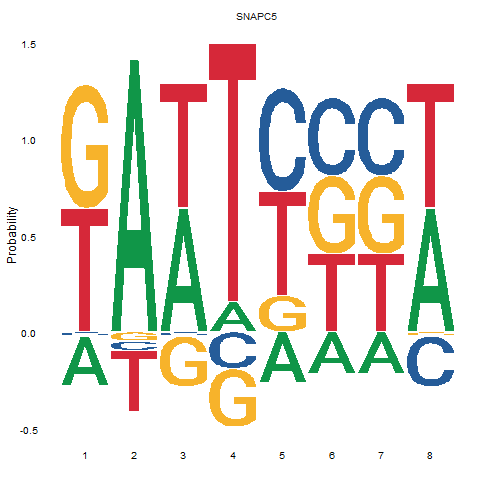 SNAPC5
1.5
1.0
0.5
0.0
-0.5
Probability
G A T T C C C T
T A A A T G G A
A G C G T T C
T G A A A
1 2 3 4 5 6 7 8